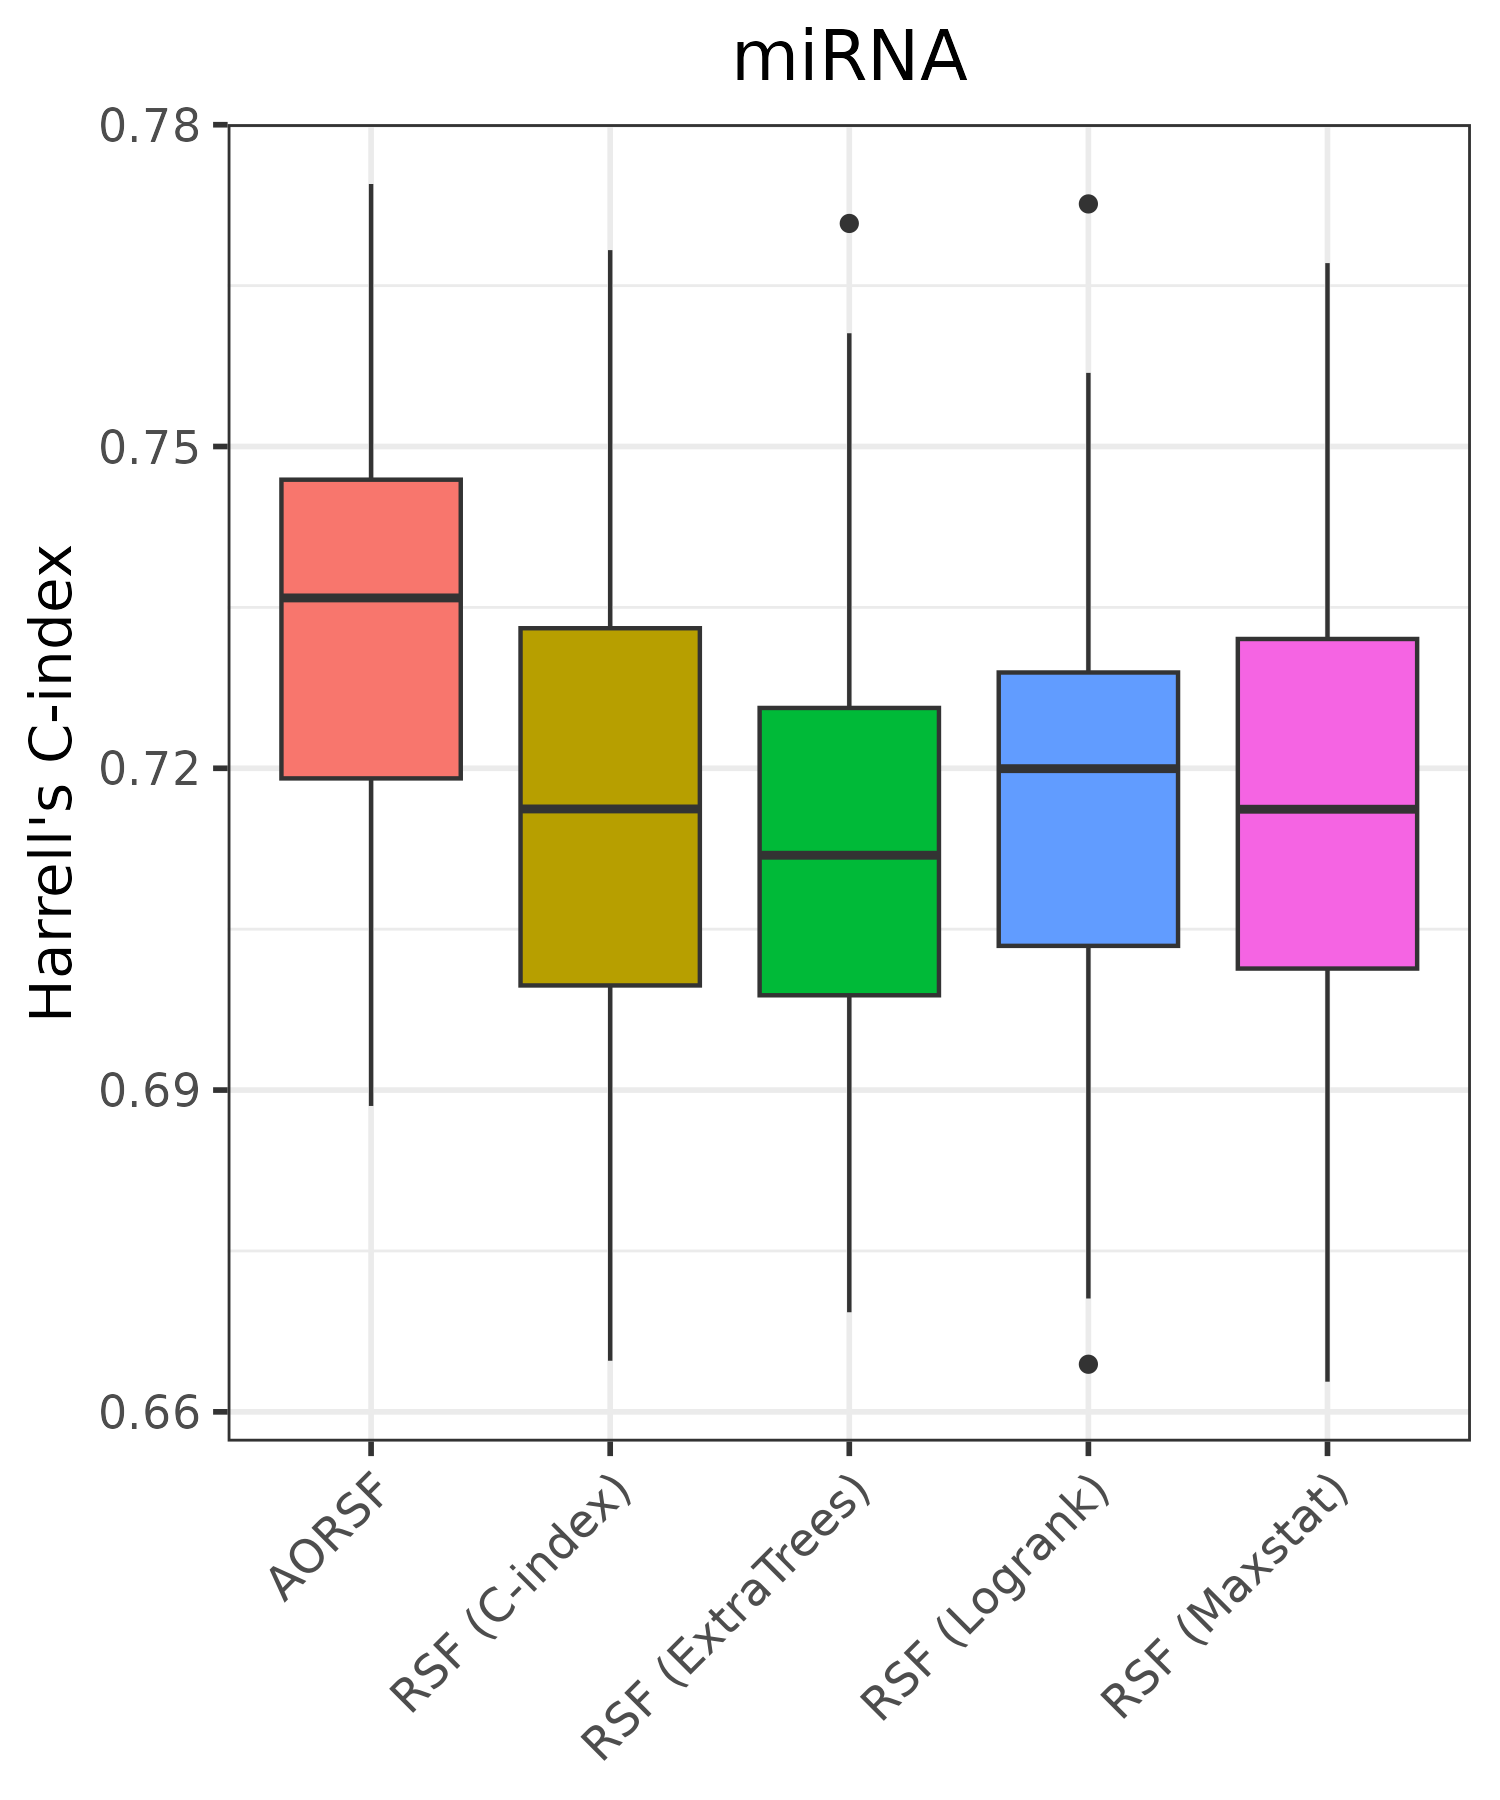 miRNA
Harrell's C-index
0.78
0.75
0.72
0.69
0.66
AORSF
RSF (C-index)
RSF (ExtraTrees)
RSF (Logrank)
RSF (Maxstat)